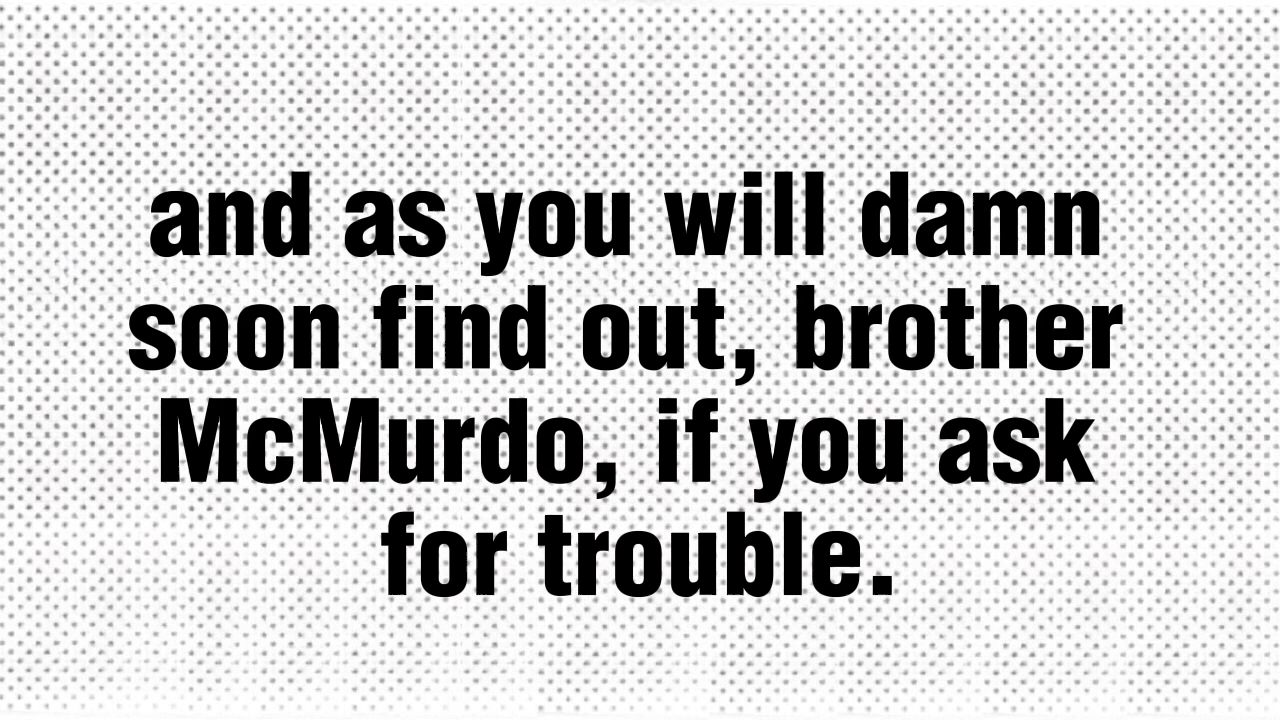 and as you will damn
soon find out, brother
McMurdo, if you ask
for trouble.